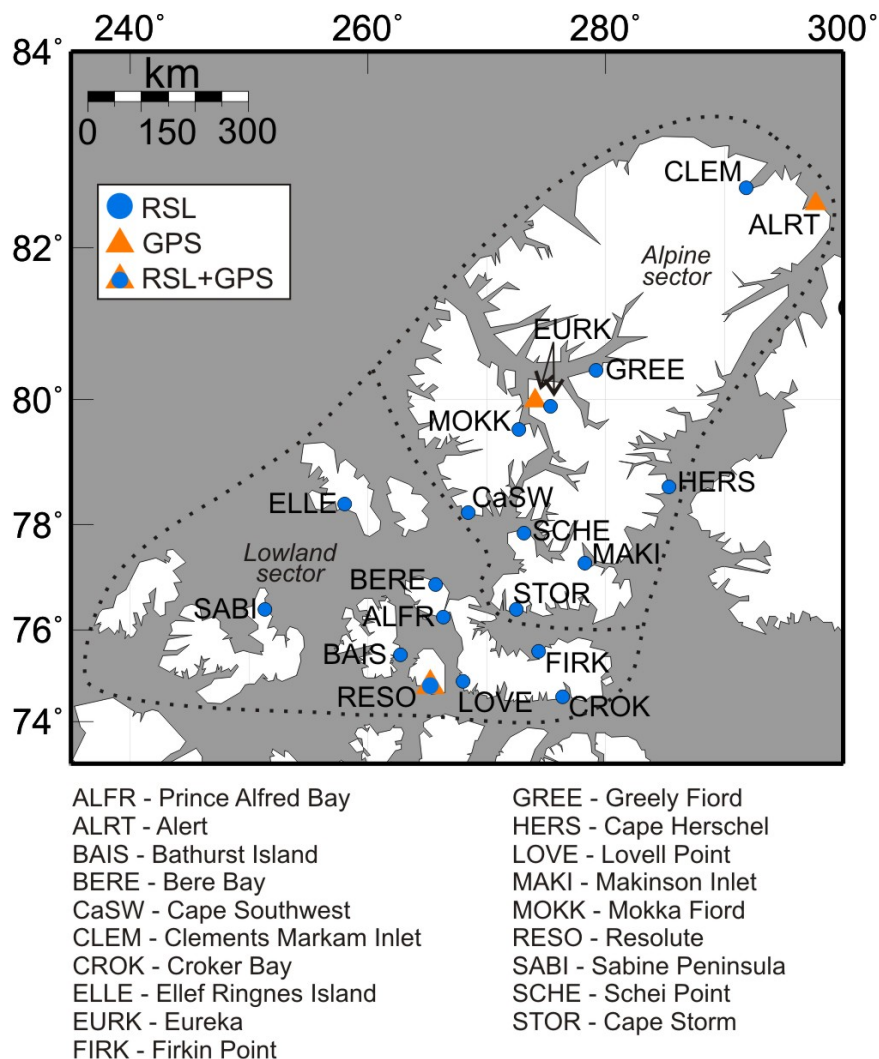 240° 260° 280° 300°
84°
km
0 150 300
RSL
GPS
RSL+GPS
CLEM
ALRT
82°
Alpine
sector
EURK
GREE
80°
MOKK
HERS
CaSW
ELLE
78°
SCHE
Lowland
sector
MAKI
BERE
STOR
SABI
ALFR
76°
BAIS
FIRK
RESO
LOVE
CROK
74°
ALFR - Prince Alfred Bay
ALRT - Alert
BAIS - Bathurst Island
BERE - Bere Bay
CaSW - Cape Southwest
CLEM - Clements Markam Inlet
CROK - Croker Bay
ELLE - Ellef Ringnes Island
EURK - Eureka
FIRK - Firkin Point
GREE - Greely Fiord
HERS - Cape Herschel
LOVE - Lovell Point
MAKI - Makinson Inlet
MOKK - Mokka Fiord
RESO - Resolute
SABI - Sabine Peninsula
SCHE - Schei Point
STOR - Cape Storm